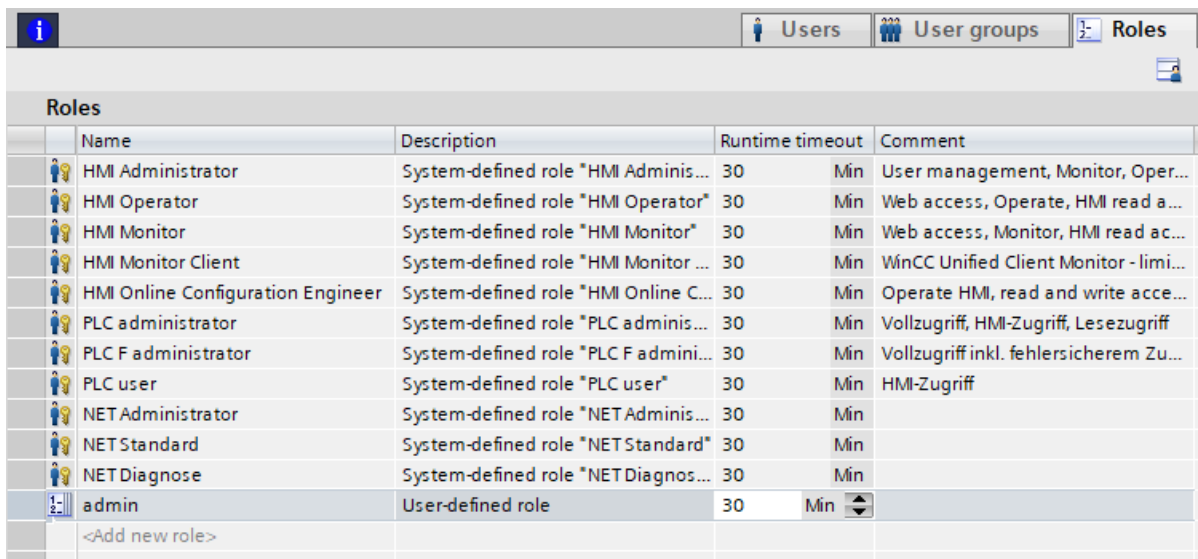 Users User groups Roles
Roles
Name Description Runtime timeout Comment
HMI Administrator System-defined role "HMI Adminis... 30 Min User management, Monitor, Oper...
HMI Operator System-defined role "HMI Operator" 30 Min Web access, Operate, HMI read a...
HMI Monitor System-defined role "HMI Monitor" 30 Min Web access, Monitor, HMI read ac...
HMI Monitor Client System-defined role "HMI Monitor ... 30 Min WinCC Unified Client Monitor - limi...
HMI Online Configuration Engineer System-defined role "HMI Online C... 30 Min Operate HMI, read and write acce...
PLC administrator System-defined role "PLC adminis... 30 Min Vollzugriff, HMI-Zugriff, Lesezugriff
PLC F administrator System-defined role "PLC F admini... 30 Min Vollzugriff inkl. fehlersicherem Zu...
PLC user System-defined role "PLC user" 30 Min HMI-Zugriff
NET Administrator System-defined role "NET Adminis... 30 Min
NET Standard System-defined role "NET Standard" 30 Min
NET Diagnose System-defined role "NET Diagnos... 30 Min
admin User-defined role 30 Min
<Add new role>